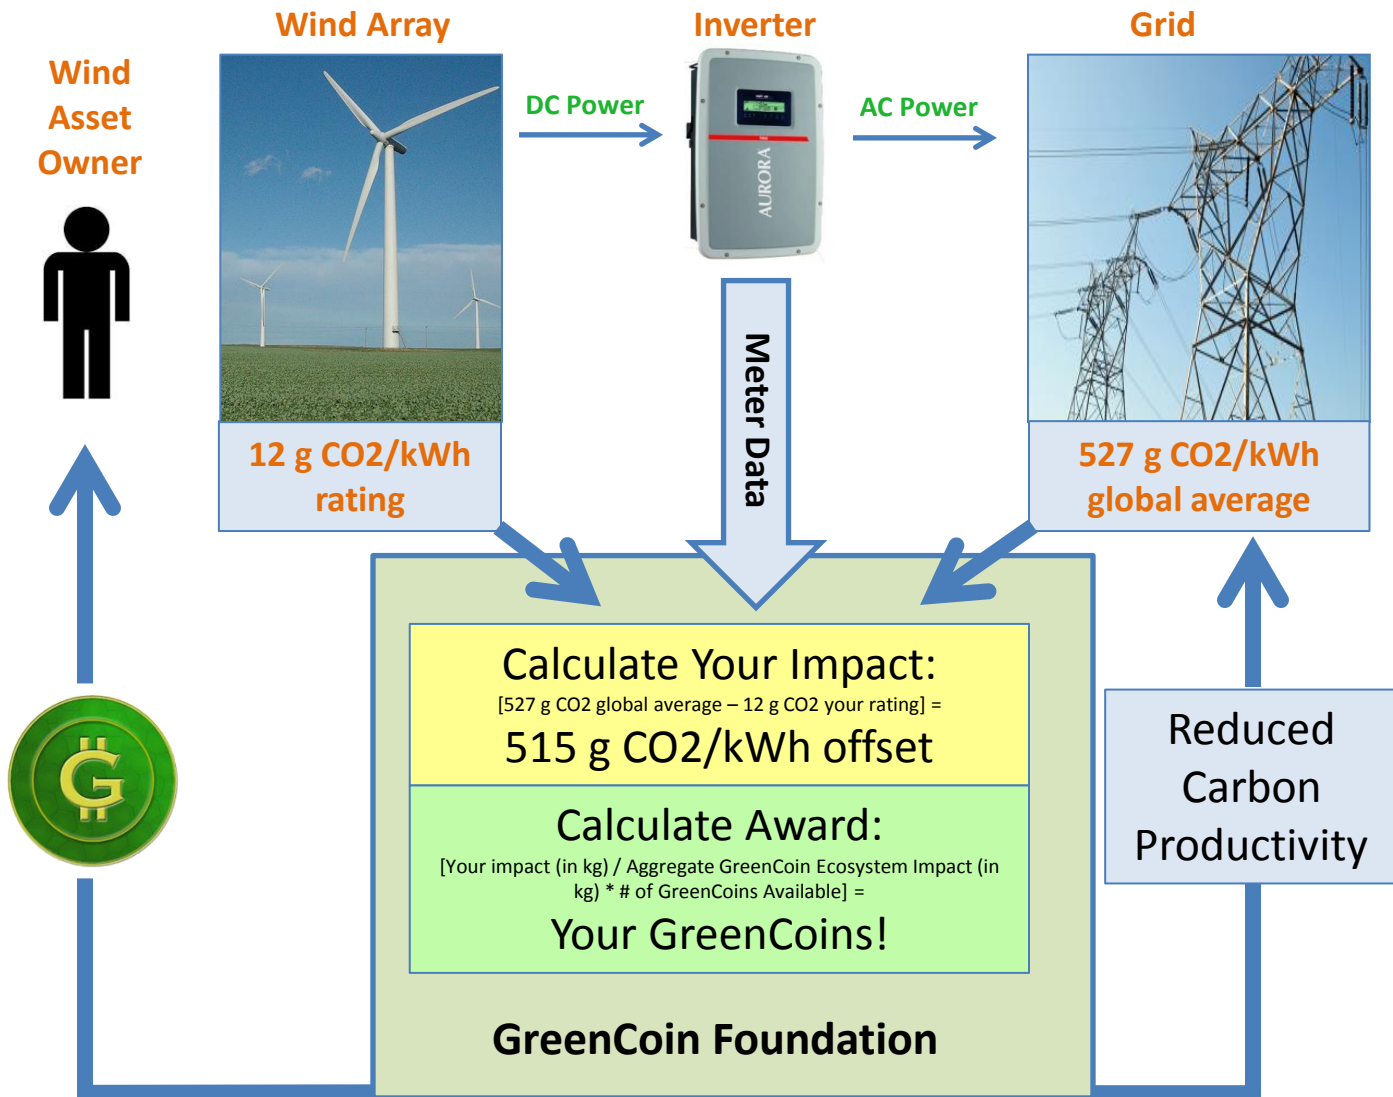 Wind Array
Inverter
Grid
Wind
Asset
Owner
DC Power
AC Power
AURORA
Meter Data
12 g CO2/kWh
rating
527 g CO2/kWh
global average
Calculate Your Impact:
[527 g CO2 global average – 12 g CO2 your rating] =
515 g CO2/kWh offset
Calculate Award:
[Your impact (in kg) / Aggregate GreenCoin Ecosystem Impact (in
kg) * # of GreenCoins Available] =
Your GreenCoins!
GreenCoin Foundation
G
Reduced
Carbon
Productivity